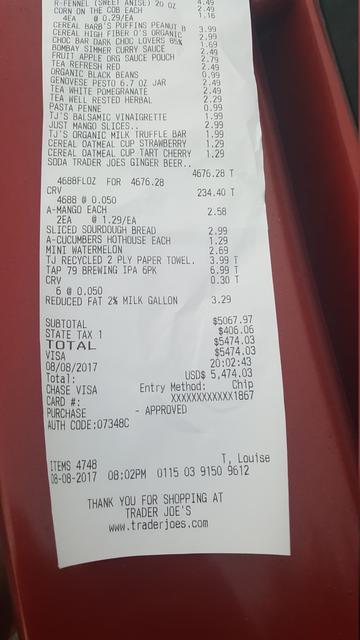 R-FENNEL (SWEET ANISE) 20 OZ 4.49
CORN ON THE COB EACH 2.49
4EA @ 0.29/EA 1.16
CEREAL BARB'S PUFFINS PEANUT B 3.99
CEREAL HIGH FIBER O'S ORGANIC 2.99
CHOC BAR DARK CHOC LOVERS 85% 1.69
BOMBAY SIMMER CURRY SAUCE 2.49
FRUIT APPLE ORG SAUCE POUCH 2.79
TEA REFRESH RED 2.49
ORGANIC BLACK BEANS 0.99
GENOVESE PESTO 6.7 OZ JAR 2.49
TEA WHITE POMEGRANATE 2.49
TEA WELL RESTED HERBAL 2.29
PASTA PENNE 0.99
TJ'S BALSAMIC VINAIGRETTE 1.99
JUST MANGO SLICES.. 2.99
TJ'S ORGANIC MILK TRUFFLE BAR 1.99
CEREAL OATMEAL CUP STRAWBERRY 1.29
CEREAL OATMEAL CUP TART CHERRY 1.29
SODA TRADER JOES GINGER BEER..
4676.28 T
4688FLOZ FOR 4676.28
CRV 234.40 T
4688 @ 0.050
A-MANGO EACH 2.58
2EA @ 1.29/EA
SLICED SOURDOUGH BREAD 2.99
A-CUCUMBERS HOTHOUSE EACH 1.29
MINI WATERMELON 2.69
TJ RECYCLED 2 PLY PAPER TOWEL. 3.99 T
TAP 79 BREWING IPA 6PK 6.99 T
CRV 0.30 T
6 @ 0.050
REDUCED FAT 2% MILK GALLON 3.29
SUBTOTAL $5067.97
STATE TAX 1 $406.06
TOTAL $5474.03
VISA $5474.03
08/08/2017 20:02:43
Total: USD$ 5,474.03
CHASE VISA Entry Method: Chip
CARD #: XXXXXXXXXXXX1867
PURCHASE - APPROVED
AUTH CODE:07348C
ITEMS 4748 T, Louise
08-08-2017 08:02PM 0115 03 9150 9612
THANK YOU FOR SHOPPING AT
TRADER JOE'S
www.traderjoes.com